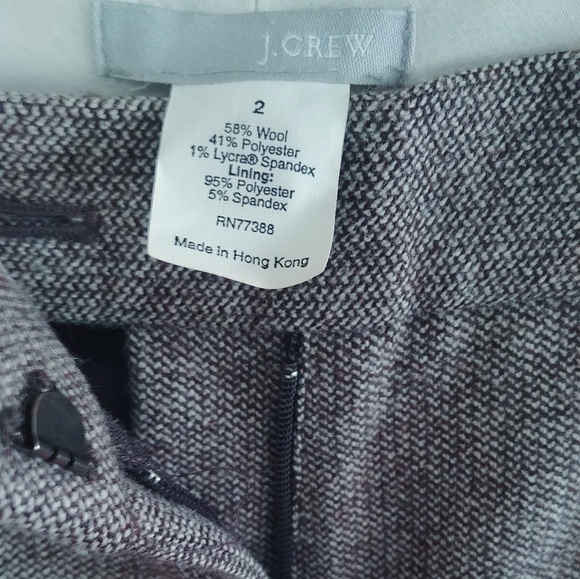 J.CREW
2
58% Wool
41% Polyester
1% Lycra® Spandex
Lining:
95% Polyester
5% Spandex
RN77388
Made in Hong Kong